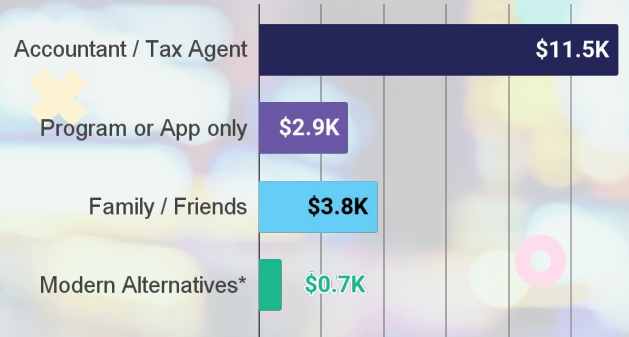 Accountant / Tax Agent $11.5K
Program or App only $2.9K
Family / Friends $3.8K
Modern Alternatives* $0.7K